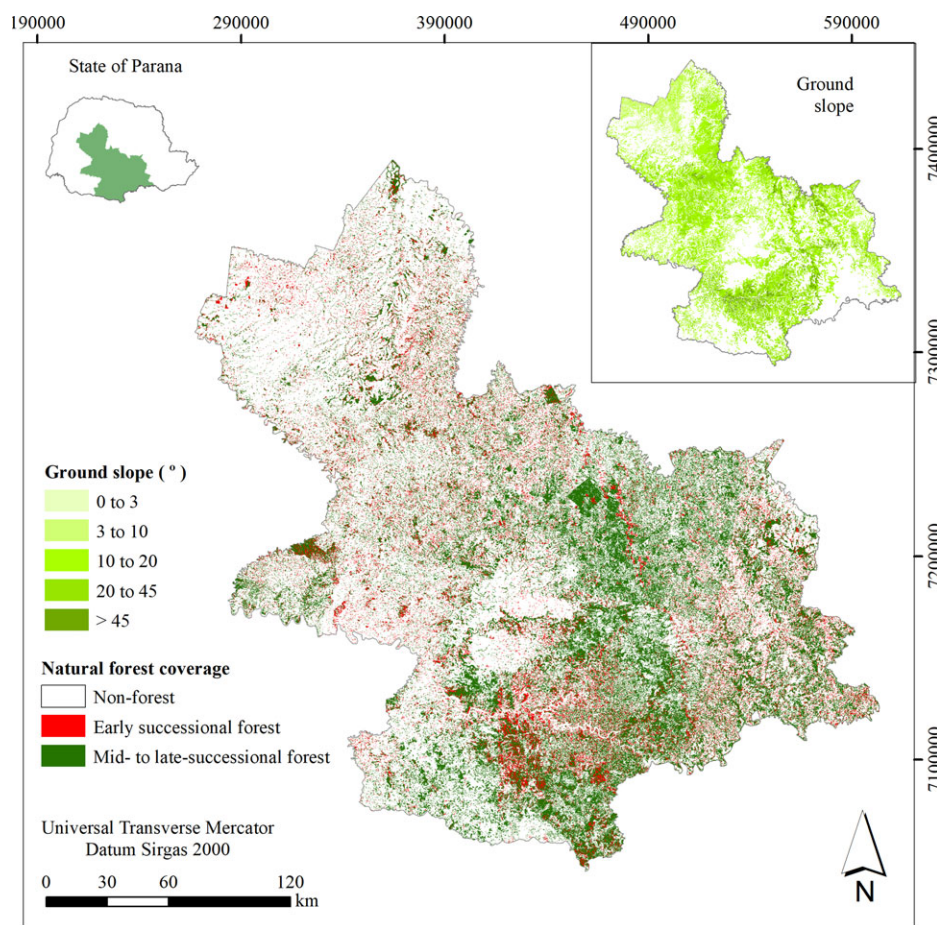 190000 290000 390000 490000 590000
State of Parana
Ground
slope
7400000
7300000
7200000
7100000
Ground slope ( º )
0 to 3
3 to 10
10 to 20
20 to 45
> 45
Natural forest coverage
Non-forest
Early successional forest
Mid- to late-successional forest
Universal Transverse Mercator
Datum Sirgas 2000
0 30 60 120
km
N